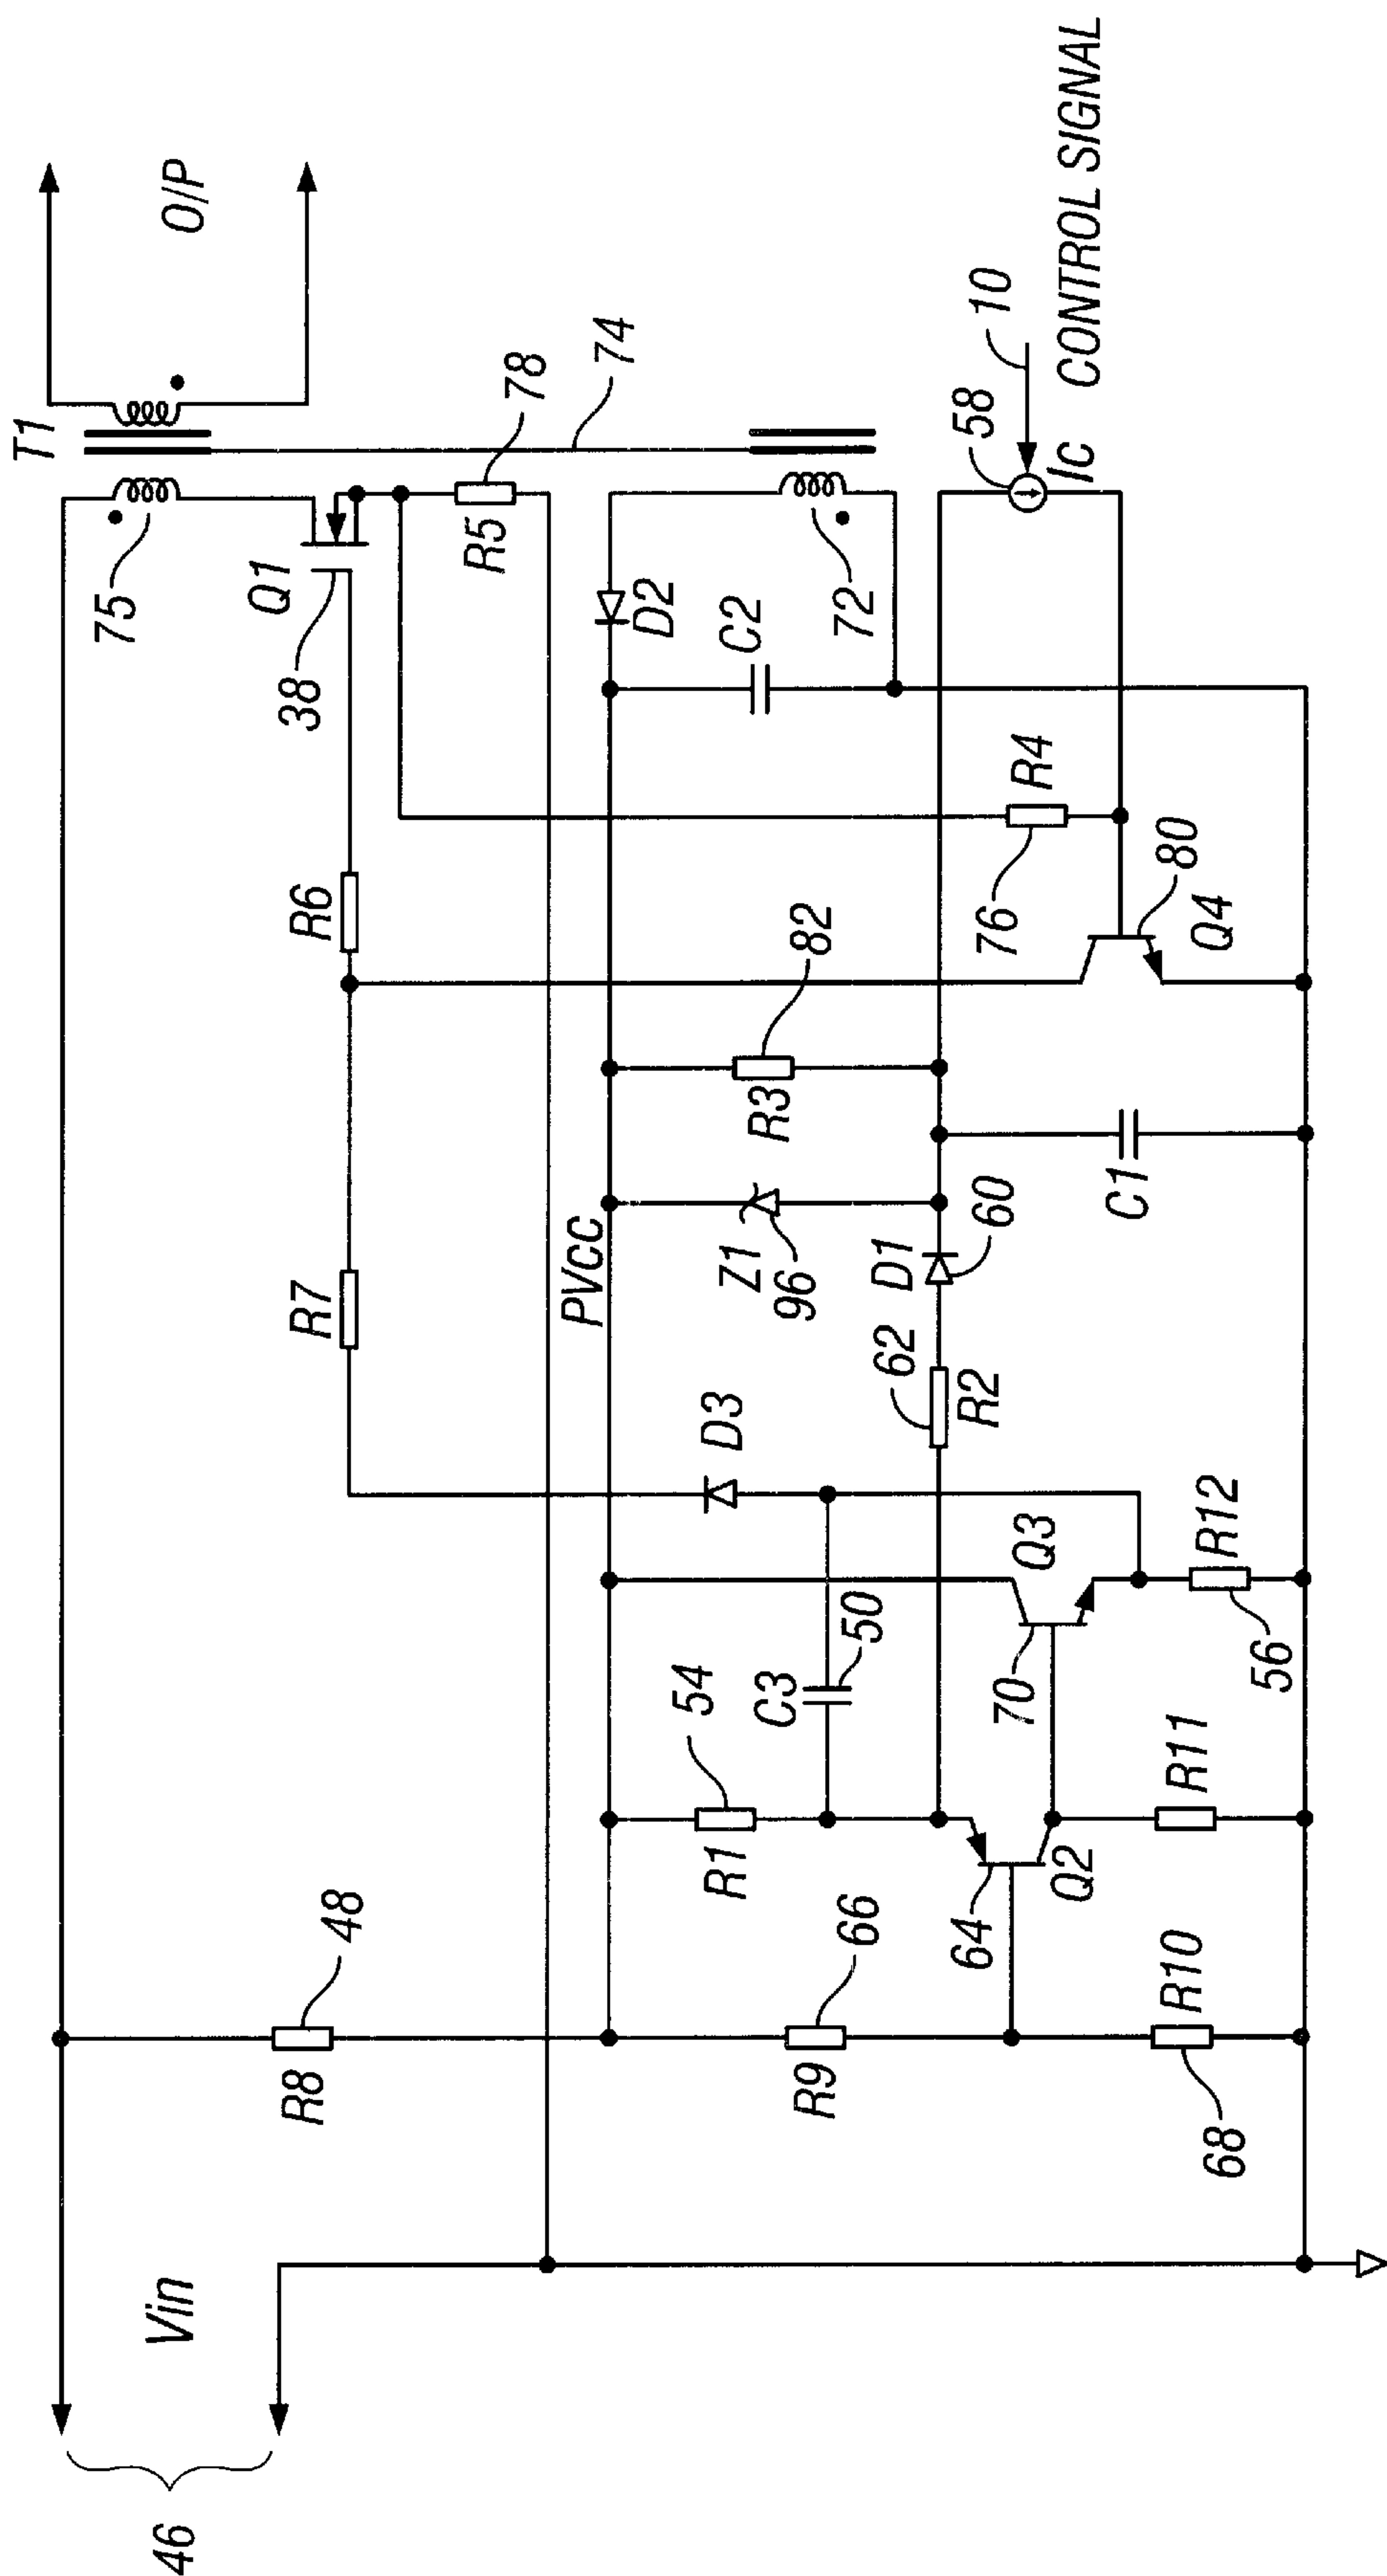 T1
O/P
75
Q1
38
R6
R7
R5
78
74
48
R8
Vin
46
PVCC
D2
C2
72
58
10
Ic
CONTROL SIGNAL
R4
76
80
Q4
82
R3
Z1
96
C1
D1
60
62
R2
D3
C3
50
54
R1
Q3
70
R12
56
R11
Q2
64
66
R9
R10
68